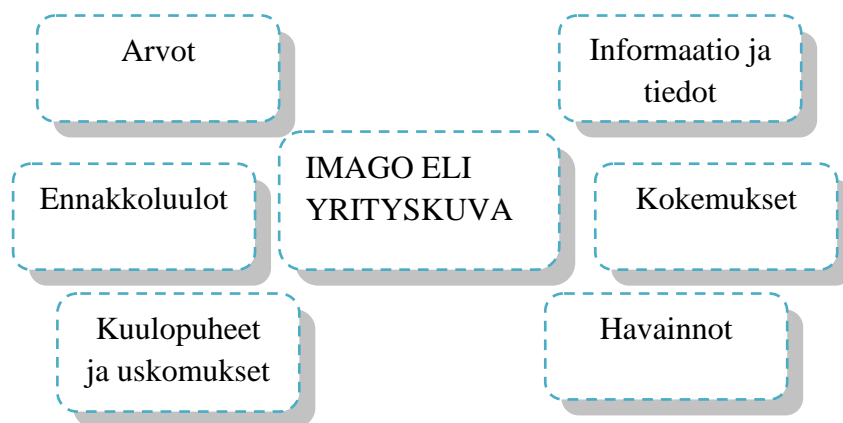 Arvot
Informaatio ja
tiedot
IMAGO ELI
YRITYSKUVA
Ennakkoluulot
Kokemukset
Kuulopuheet
ja uskomukset
Havainnot